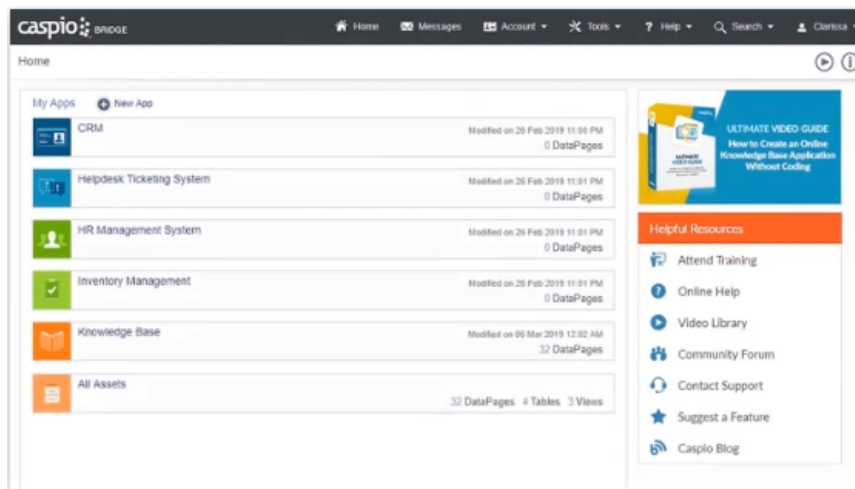 caspio BRIDGE Home Messages Account Tools ? Help Search Clarissa
Home
My Apps New App
CRM
Modified on 26 Feb 2019 11:00 PM
0 DataPages
Helpdesk Ticketing System
Modified on 26 Feb 2019 11:01 PM
0 DataPages
HR Management System
Modified on 26 Feb 2019 11:01 PM
0 DataPages
Inventory Management
Modified on 26 Feb 2019 11:01 PM
0 DataPages
Knowledge Base
Modified on 06 Mar 2019 12:02 AM
32 DataPages
All Assets
32 DataPages 4 Tables 3 Views
ULTIMATE VIDEO GUIDE
How to Create an Online
Knowledge Base Application
Without Coding
ULTIMATE
VIDEO GUIDE
Helpful Resources
Attend Training
Online Help
Video Library
Community Forum
Contact Support
Suggest a Feature
Caspio Blog